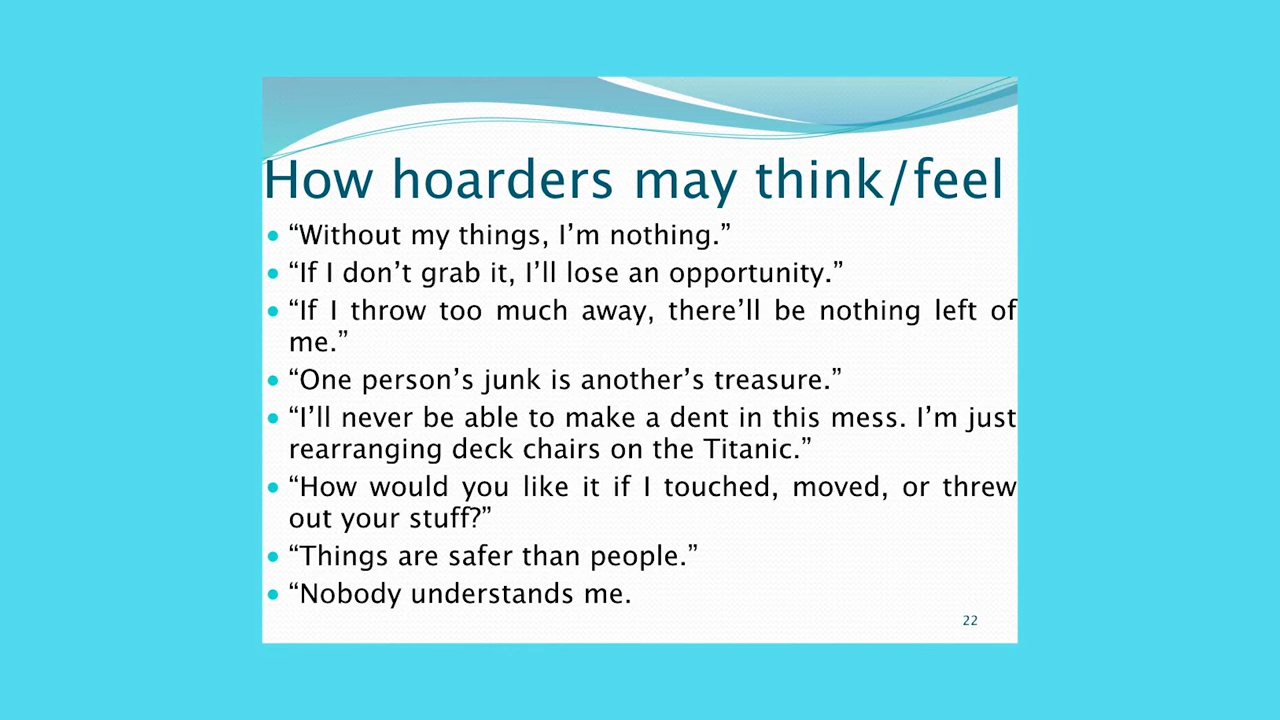 How hoarders may think/feel
• “Without my things, I’m nothing.”
• “If I don’t grab it, I’ll lose an opportunity.”
• “If I throw too much away, there’ll be nothing left of
me.”
• “One person’s junk is another’s treasure.”
• “I’ll never be able to make a dent in this mess. I’m just
rearranging deck chairs on the Titanic.”
• “How would you like it if I touched, moved, or threw
out your stuff?”
• “Things are safer than people.”
• “Nobody understands me.
22